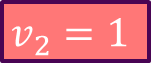 v₂ = 1